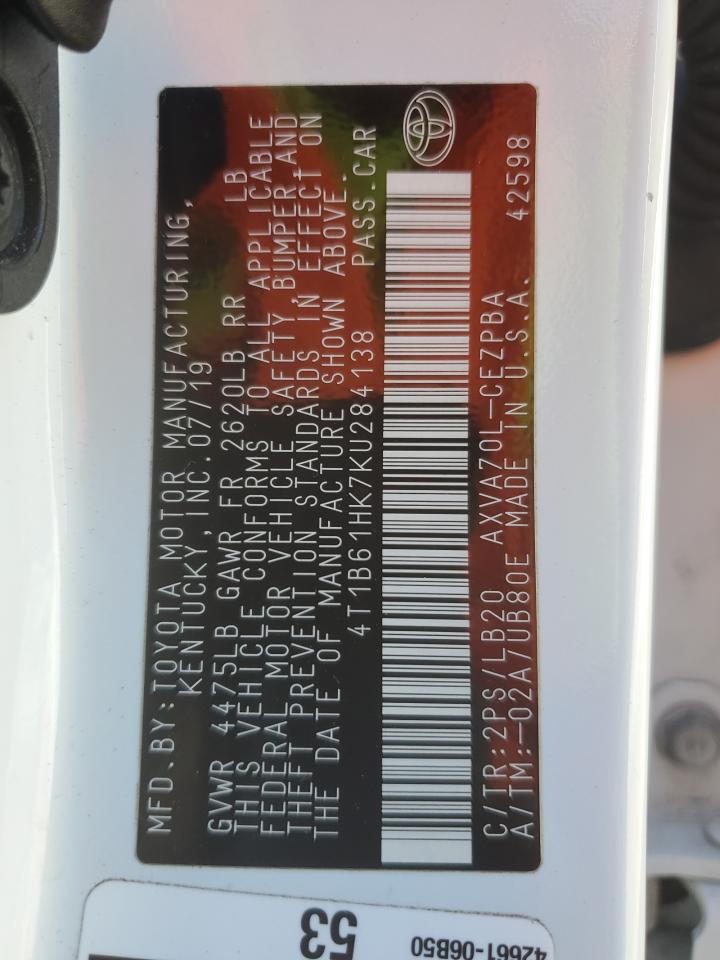 MFD.BY:TOYOTA MOTOR MANUFACTURING,
KENTUCKY, INC.07/19
GVWR 4475LB GAWR FR 2620LB RR LB
THIS VEHICLE CONFORMS TO ALL APPLICABLE
FEDERAL MOTOR VEHICLE SAFETY,BUMPER AND
THEFT PREVENTION STANDARDS IN EFFECT ON
THE DATE OF MANUFACTURE SHOWN ABOVE.
4T1B61HK7KU284138 PASS.CAR
C/TR:2PS/LB20 AXVA70L-CEZPBA
A/TM:-02A7UB80E MADE IN U.S.A. 42598
53
42661-06B50